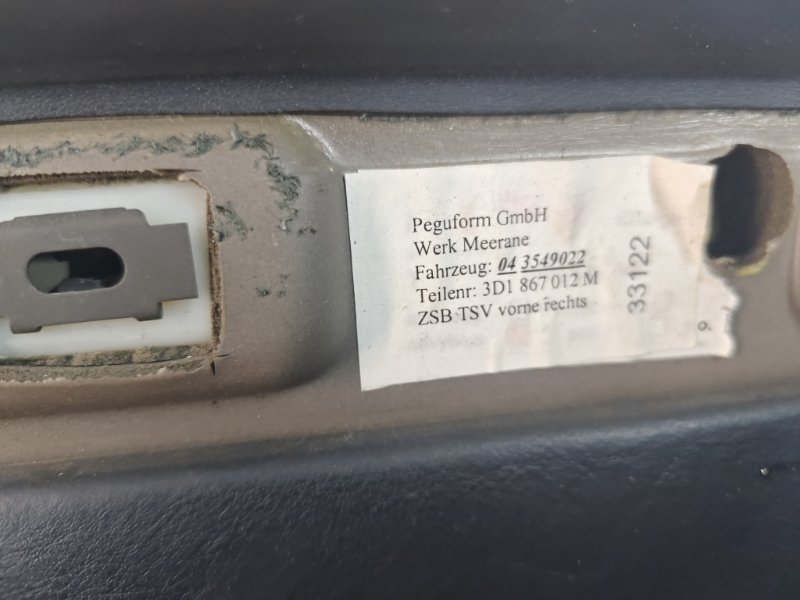 Peguform GmbH
Werk Meerane
Fahrzeug: 04 3549022
Teilenr: 3D1 867 012 M
ZSB TSV vorne rechts
33122
o.